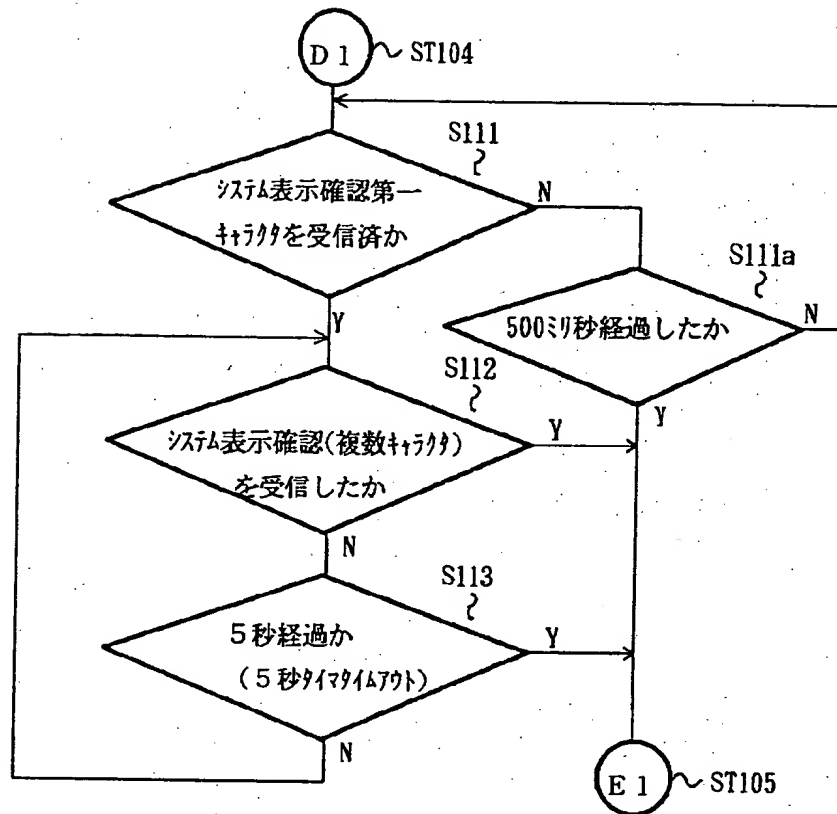 D1
ST104
S111
システム表示確認第一
キャラクタを受信済か
N
Y
S111a
500ミリ秒経過したか
N
Y
S112
システム表示確認(複数キャラクタ)
を受信したか
Y
N
S113
5秒経過か
(5秒タイマタイムアウト)
Y
N
E1
ST105